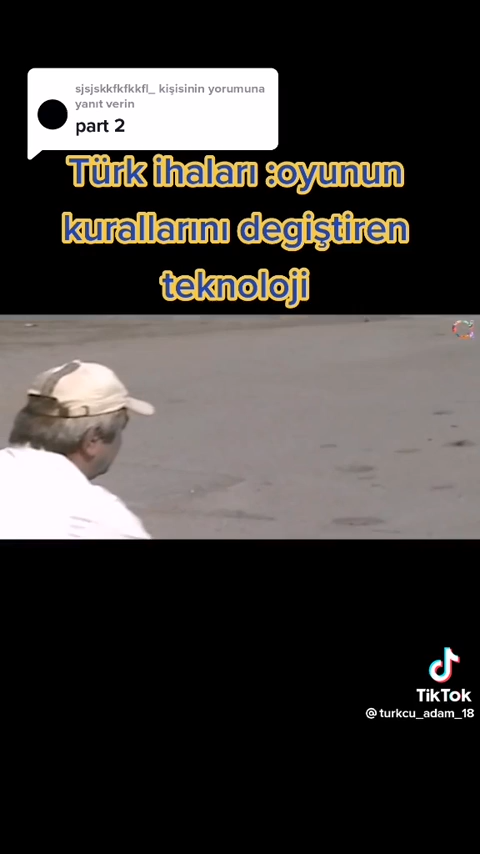 sjsjskkfkfkkfl_ kişisinin yorumuna
yanıt verin
part 2
Türk ihaları :oyunun
kurallarını degiştiren
teknoloji
TikTok
@turkcu_adam_18